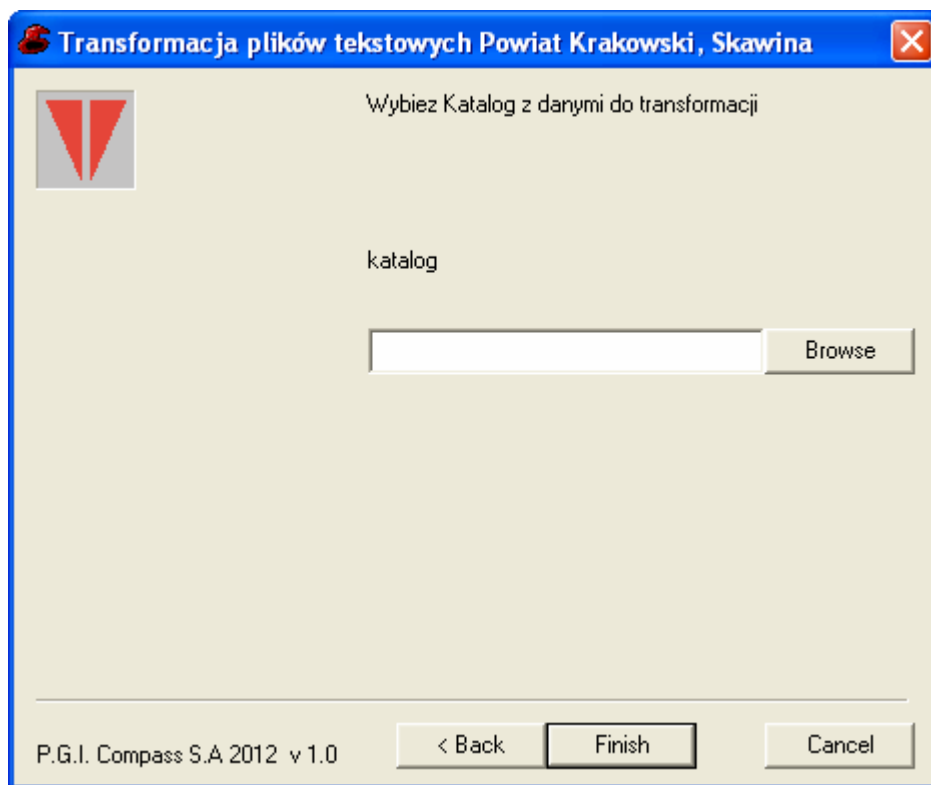 Transformacja plików tekstowych Powiat Krakowski, Skawina
Wybiez Katalog z danymi do transformacji
katalog
Browse
P.G.I. Compass S.A 2012 v 1.0
< Back
Finish
Cancel